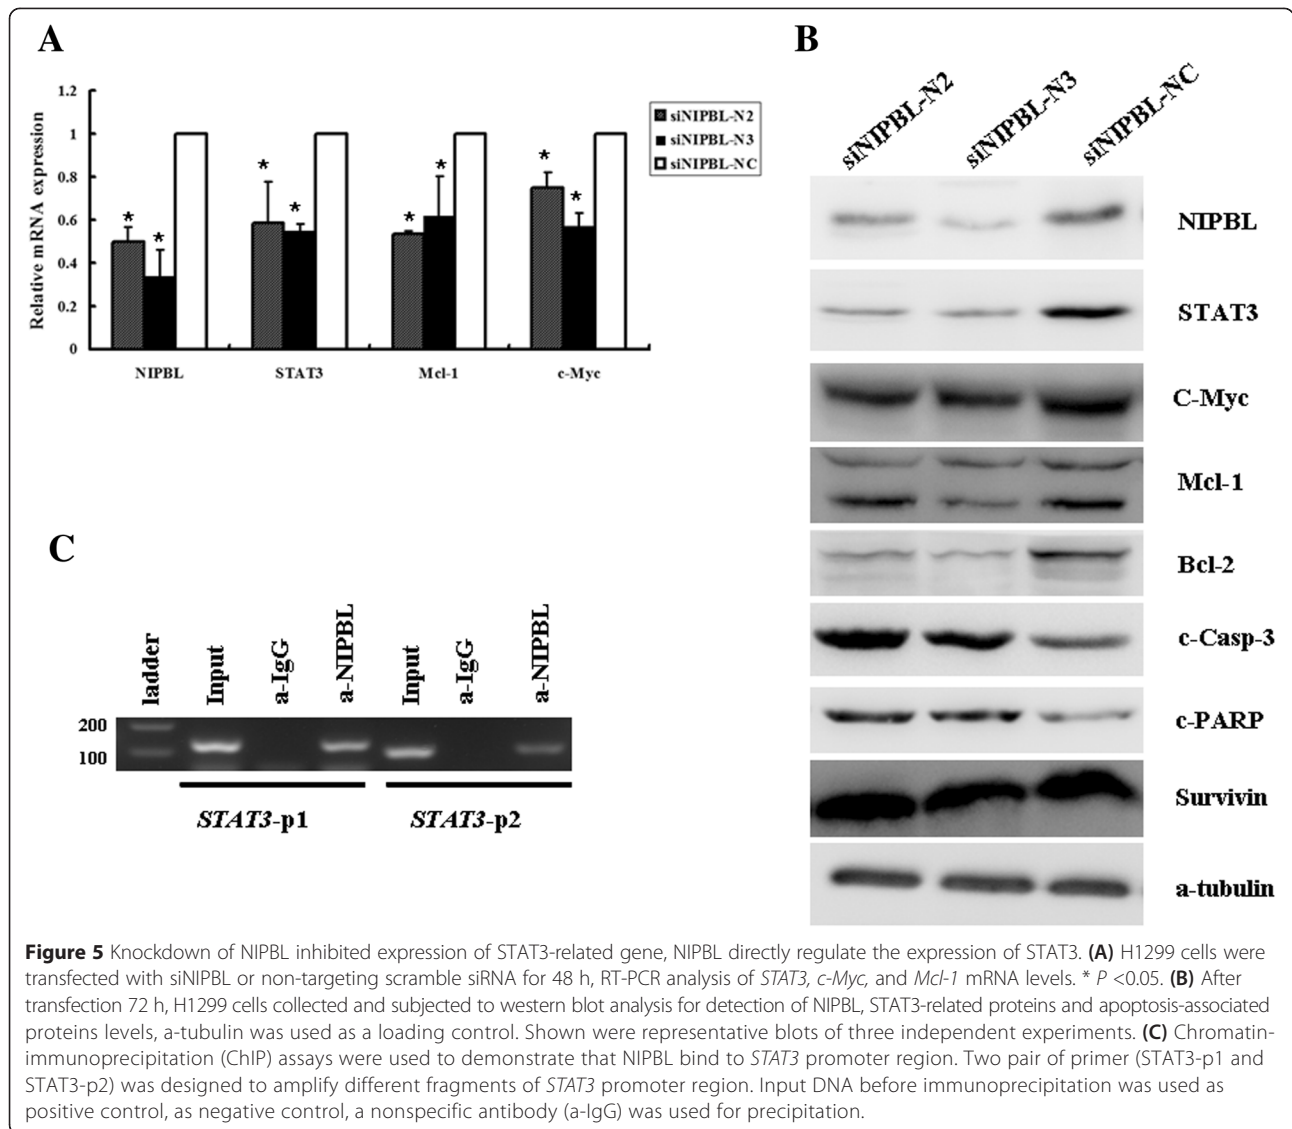 A
1.2
1
0.8
0.6
0.4
0.2
0
Relative mRNA expression
* * * * * * * *
NIPBL STAT3 Mcl-1 c-Myc
siNIPBL-N2
siNIPBL-N3
siNIPBL-NC
B
siNIPBL-N2 siNIPBL-N3 siNIPBL-NC
NIPBL
STAT3
C-Myc
Mcl-1
Bcl-2
c-Casp-3
c-PARP
Survivin
a-tubulin
C
ladder Input a-IgG a-NIPBL Input a-IgG a-NIPBL
200
100
STAT3-p1 STAT3-p2
Figure 5 Knockdown of NIPBL inhibited expression of STAT3-related gene, NIPBL directly regulate the expression of STAT3. (A) H1299 cells were
transfected with siNIPBL or non-targeting scramble siRNA for 48 h, RT-PCR analysis of STAT3, c-Myc, and Mcl-1 mRNA levels. * P <0.05. (B) After
transfection 72 h, H1299 cells collected and subjected to western blot analysis for detection of NIPBL, STAT3-related proteins and apoptosis-associated
proteins levels, a-tubulin was used as a loading control. Shown were representative blots of three independent experiments. (C) Chromatin-
immunoprecipitation (ChIP) assays were used to demonstrate that NIPBL bind to STAT3 promoter region. Two pair of primer (STAT3-p1 and
STAT3-p2) was designed to amplify different fragments of STAT3 promoter region. Input DNA before immunoprecipitation was used as
positive control, as negative control, a nonspecific antibody (a-IgG) was used for precipitation.